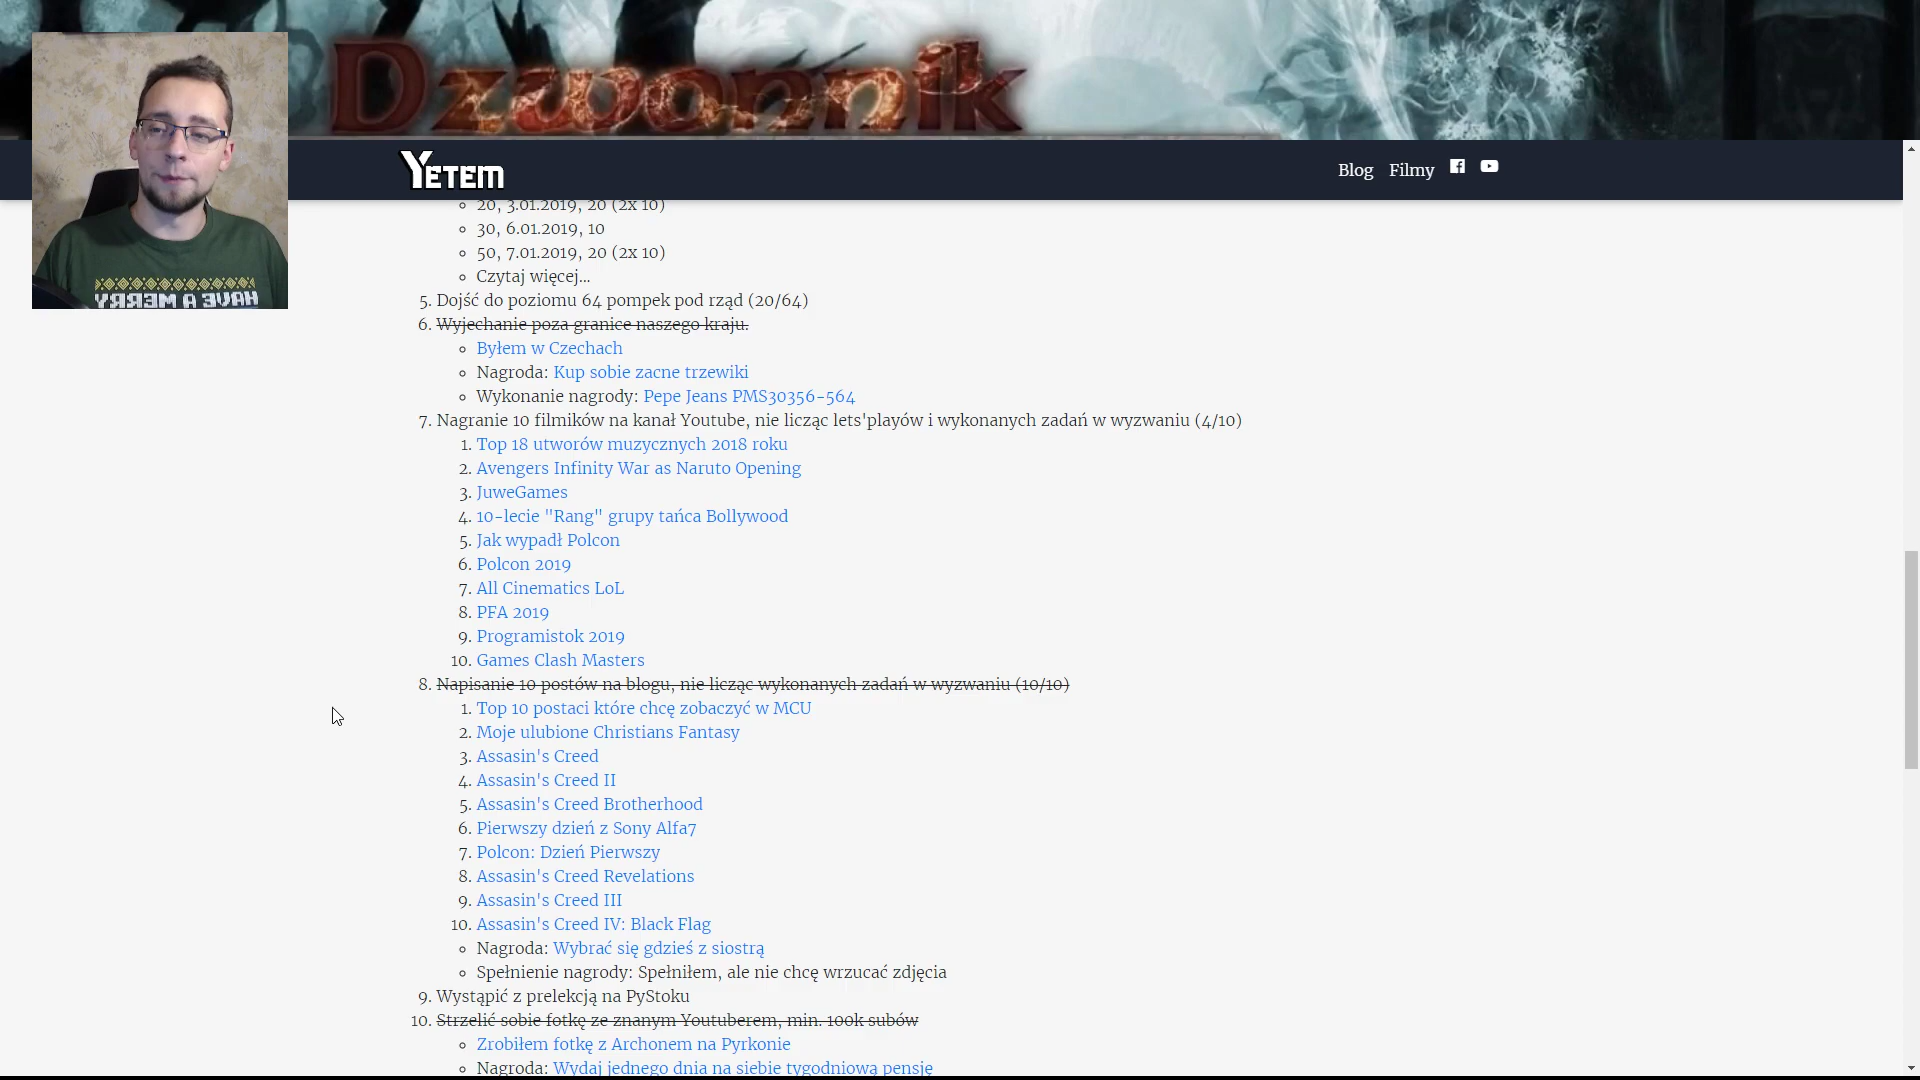 Dzwonnik
YETEM
Blog Filmy
HAVE A MERRY
20, 3.01.2019, 20 (2x 10)
30, 6.01.2019, 10
50, 7.01.2019, 20 (2x 10)
Czytaj więcej...
5. Dojść do poziomu 64 pompek pod rząd (20/64)
6. Wyjechanie poza granice naszego kraju.
Byłem w Czechach
Nagroda: Kup sobie zacne trzewiki
Wykonanie nagrody: Pepe Jeans PMS30356-564
7. Nagranie 10 filmików na kanał Youtube, nie licząc lets'playów i wykonanych zadań w wyzwaniu (4/10)
1. Top 18 utworów muzycznych 2018 roku
2. Avengers Infinity War as Naruto Opening
3. JuweGames
4. 10-lecie "Rang" grupy tańca Bollywood
5. Jak wypadł Polcon
6. Polcon 2019
7. All Cinematics LoL
8. PFA 2019
9. Programistok 2019
10. Games Clash Masters
8. Napisanie 10 postów na blogu, nie licząc wykonanych zadań w wyzwaniu (10/10)
1. Top 10 postaci które chcę zobaczyć w MCU
2. Moje ulubione Christians Fantasy
3. Assasin's Creed
4. Assasin's Creed II
5. Assasin's Creed Brotherhood
6. Pierwszy dzień z Sony Alfa7
7. Polcon: Dzień Pierwszy
8. Assasin's Creed Revelations
9. Assasin's Creed III
10. Assasin's Creed IV: Black Flag
Nagroda: Wybrać się gdzieś z siostrą
Spełnienie nagrody: Spełniłem, ale nie chcę wrzucać zdjęcia
9. Wystąpić z prelekcją na PyStoku
10. Strzelić sobie fotkę ze znanym Youtuberem, min. 100k subów
Zrobiłem fotkę z Archonem na Pyrkonie
Nagroda: Wydaj jednego dnia na siebie tygodniową pensję